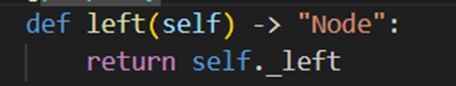 def left(self) -> "Node":
    return self._left